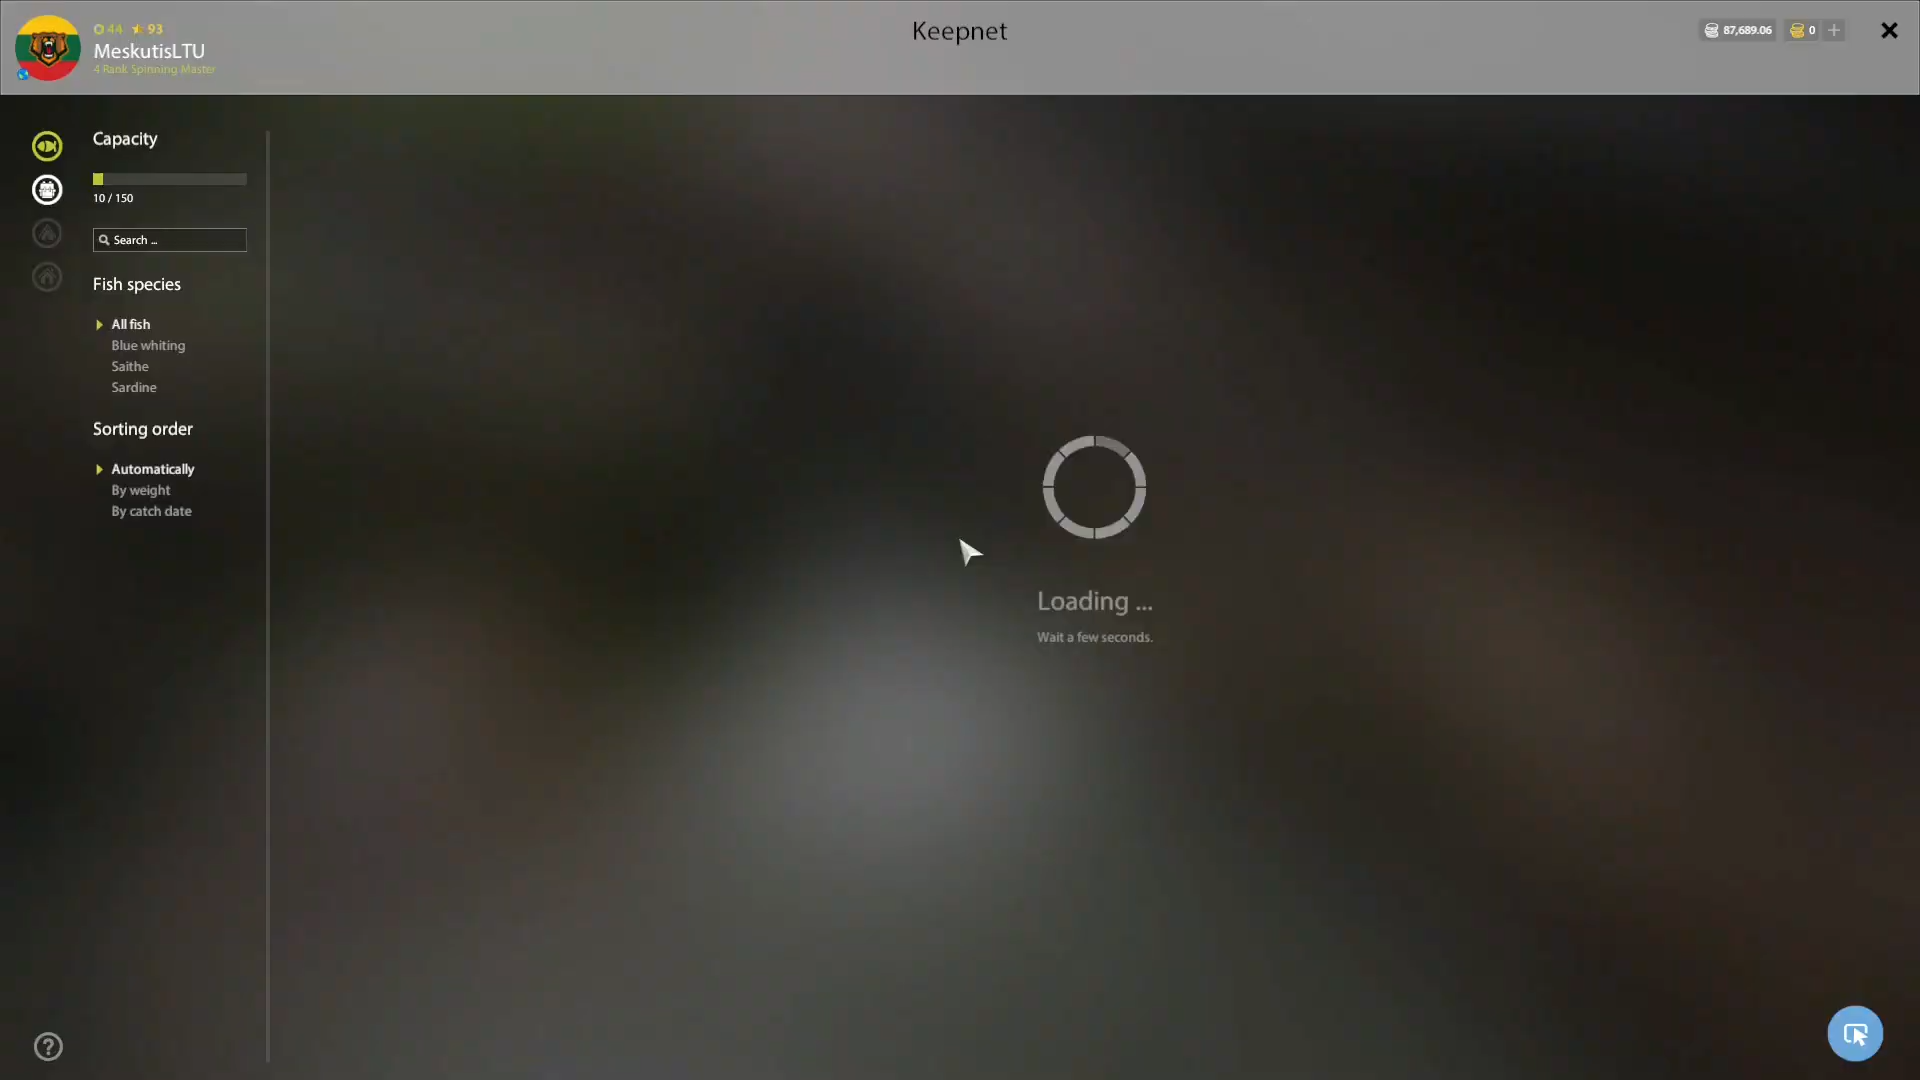 44 93
MeskutisLTU
4 Rank Spinning Master
Keepnet
87,689.06 0 +
Capacity
10 / 150
Search ...
Fish species
All fish
Blue whiting
Saithe
Sardine
Sorting order
Automatically
By weight
By catch date
Loading ...
Wait a few seconds.
?